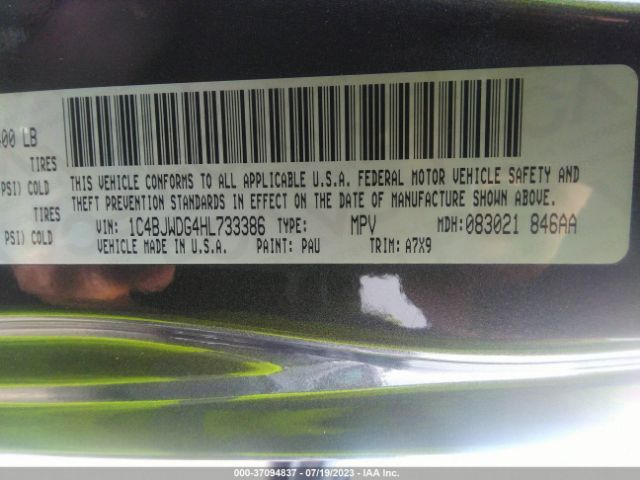 400 LB
TIRES
PSI) COLD
TIRES
PSI) COLD
THIS VEHICLE CONFORMS TO ALL APPLICABLE U.S.A. FEDERAL MOTOR VEHICLE SAFETY AND
THEFT PREVENTION STANDARDS IN EFFECT ON THE DATE OF MANUFACTURE SHOWN ABOVE.
VIN: 1C4BJWDG4HL733386 TYPE: MPV MDH: 083021 846AA
VEHICLE MADE IN U.S.A. PAINT: PAU TRIM: A7X9
000-37094837 - 07/19/2023 - IAA Inc.